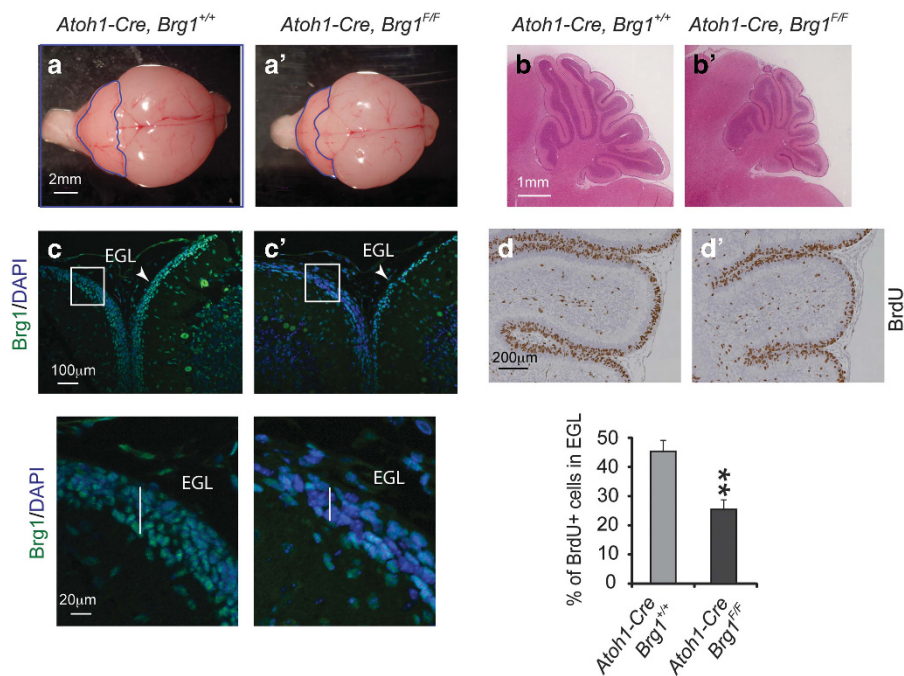 Atoh1-Cre, Brg1+/+ Atoh1-Cre, Brg1F/F Atoh1-Cre, Brg1+/+ Atoh1-Cre, Brg1F/F
a a’ b b’
2mm 1mm
c EGL c’ EGL d d’
Brg1/DAPI
100µm
200µm
BrdU
EGL EGL
Brg1/DAPI
20µm
% of BrdU+ cells in EGL
50
40
30
20
10
0
**
Atoh1-Cre
Brg1+/+
Atoh1-Cre
Brg1F/F